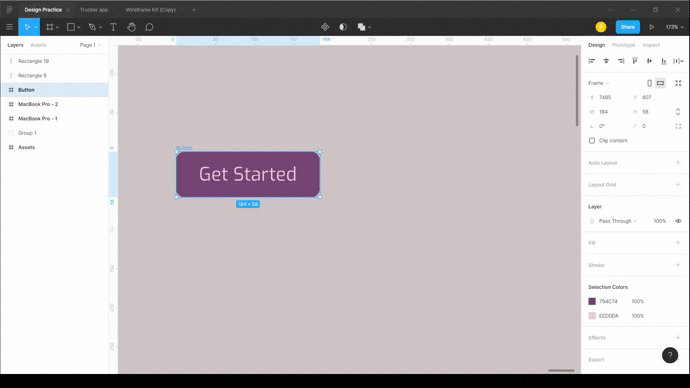 Design Practice
Trucker app
WireFrame Kit (Copy)
Share
173%
Layers
Assets
Page 1
Design
Prototype
Inspect
Rectangle 10
Rectangle 9
Button
MacBook Pro - 2
MacBook Pro - 1
Group 1
Assets
Button
Get Started
184 × 58
Frame
X 7485
Y 807
W 184
H 58
0°
0
Clip content
Auto Layout
Layout Grid
Layer
Pass Through
100%
Fill
Stroke
Selection Colors
794C74
100%
EEDDDA
100%
Effects
Export
?